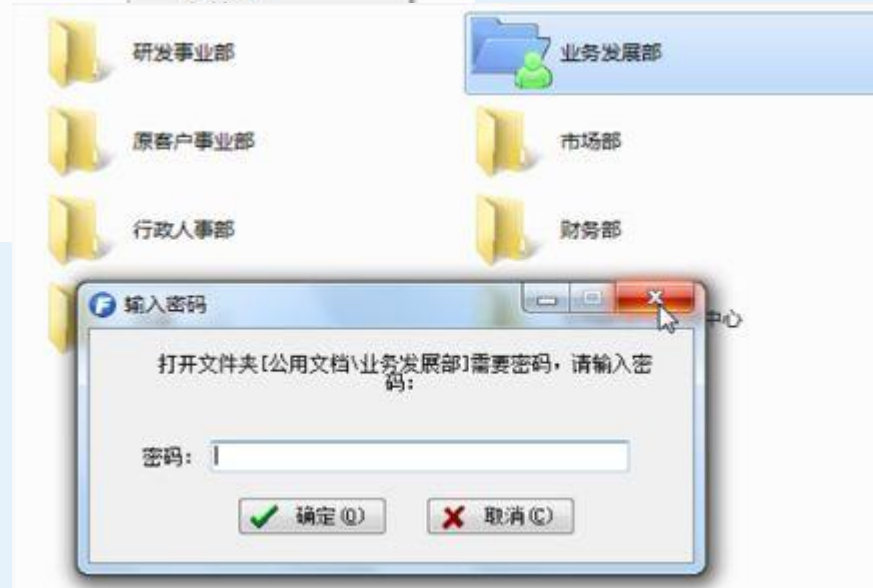 研发事业部
业务发展部
原客户事业部
市场部
行政人事部
财务部
输入密码
中心
打开文件夹[公用文档\业务发展部]需要密码，请输入密
码：
密码：
确定(O)
取消(C)